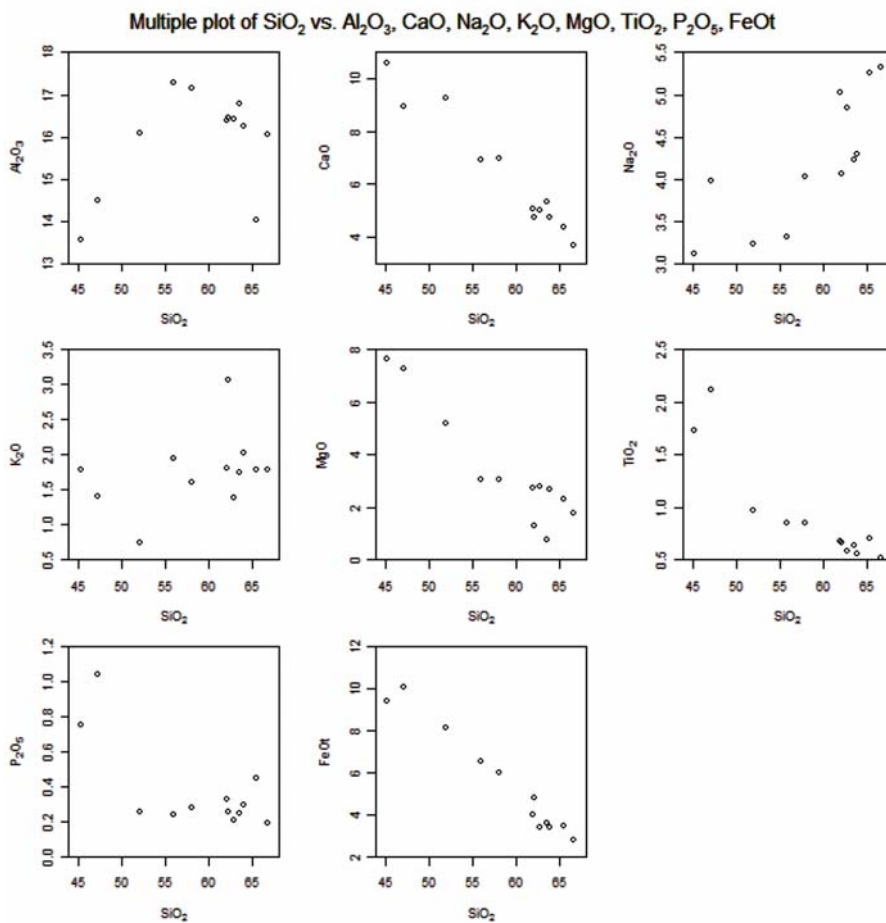 Multiple plot of SiO₂ vs. Al₂O₃, CaO, Na₂O, K₂O, MgO, TiO₂, P₂O₅, FeOt
Al₂O₃
13 14 15 16 17 18
45 50 55 60 65
SiO₂
CaO
4 6 8 10
45 50 55 60 65
SiO₂
Na₂O
3.0 3.5 4.0 4.5 5.0 5.5
45 50 55 60 65
SiO₂
K₂O
0.5 1.0 1.5 2.0 2.5 3.0 3.5
45 50 55 60 65
SiO₂
MgO
0 2 4 6 8
45 50 55 60 65
SiO₂
TiO₂
0.5 1.0 1.5 2.0 2.5
45 50 55 60 65
SiO₂
P₂O₅
0.0 0.2 0.4 0.6 0.8 1.0 1.2
45 50 55 60 65
SiO₂
FeOt
2 4 6 8 10 12
45 50 55 60 65
SiO₂